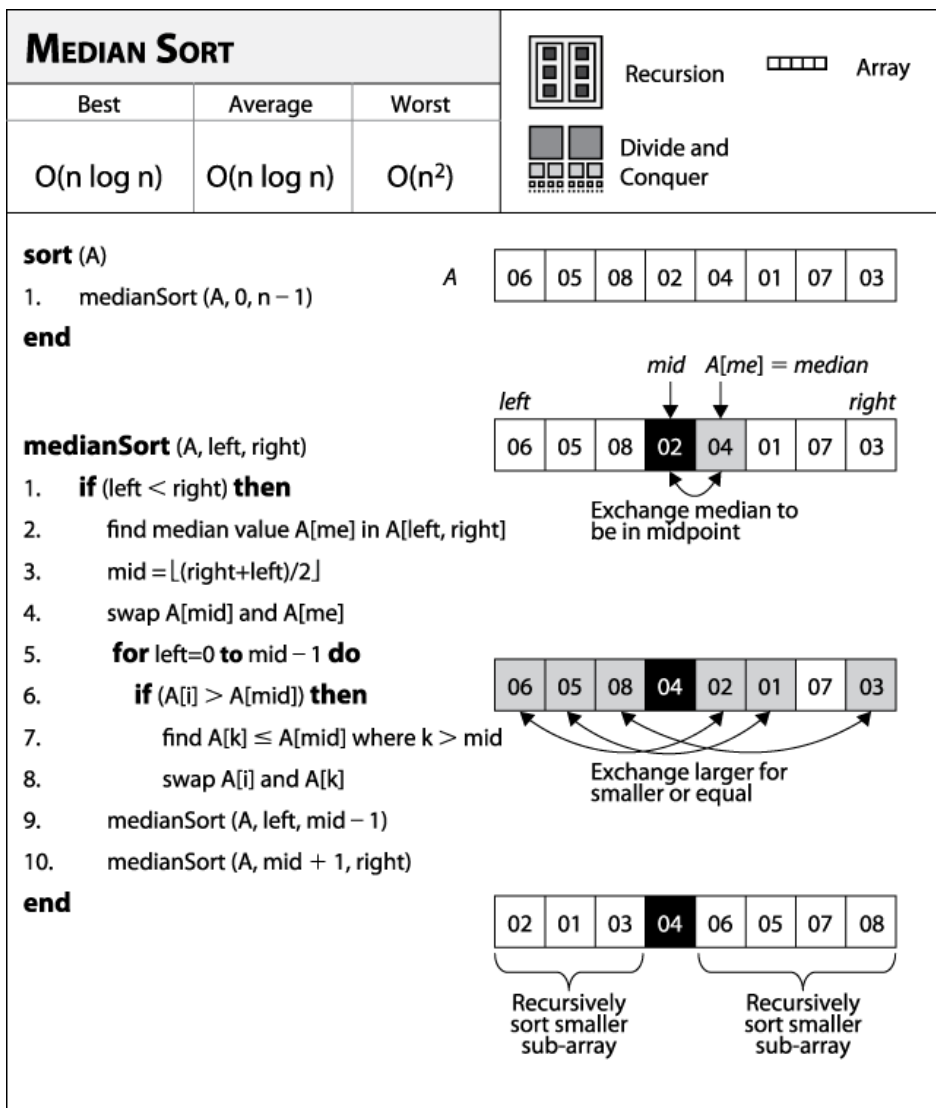 MEDIAN SORT
Best Average Worst
O(n log n) O(n log n) O(n²)
Recursion
Array
Divide and
Conquer
sort (A)
1. medianSort (A, 0, n − 1)
end
A 06 05 08 02 04 01 07 03
medianSort (A, left, right)
1. if (left < right) then
2. find median value A[me] in A[left, right]
3. mid = ⌊(right+left)/2⌋
4. swap A[mid] and A[me]
5. for left=0 to mid − 1 do
6. if (A[i] > A[mid]) then
7. find A[k] ≤ A[mid] where k > mid
8. swap A[i] and A[k]
9. medianSort (A, left, mid − 1)
10. medianSort (A, mid + 1, right)
end
mid A[me] = median
left right
06 05 08 02 04 01 07 03
Exchange median to
be in midpoint
06 05 08 04 02 01 07 03
Exchange larger for
smaller or equal
02 01 03 04 06 05 07 08
Recursively
sort smaller
sub-array
Recursively
sort smaller
sub-array